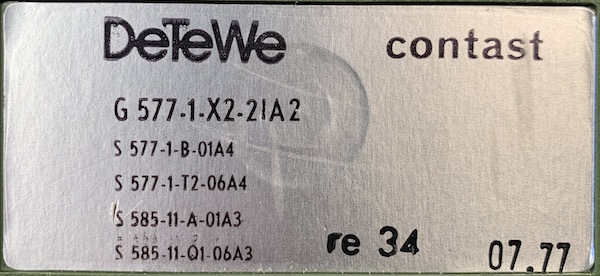 DeTeWe contast
G 577-1-X2-21A2
S 577-1-B-01A4
S 577-1-T2-06A4
S 585-11-A-01A3
S 585-11-Q1-06A3
re 34 07.77